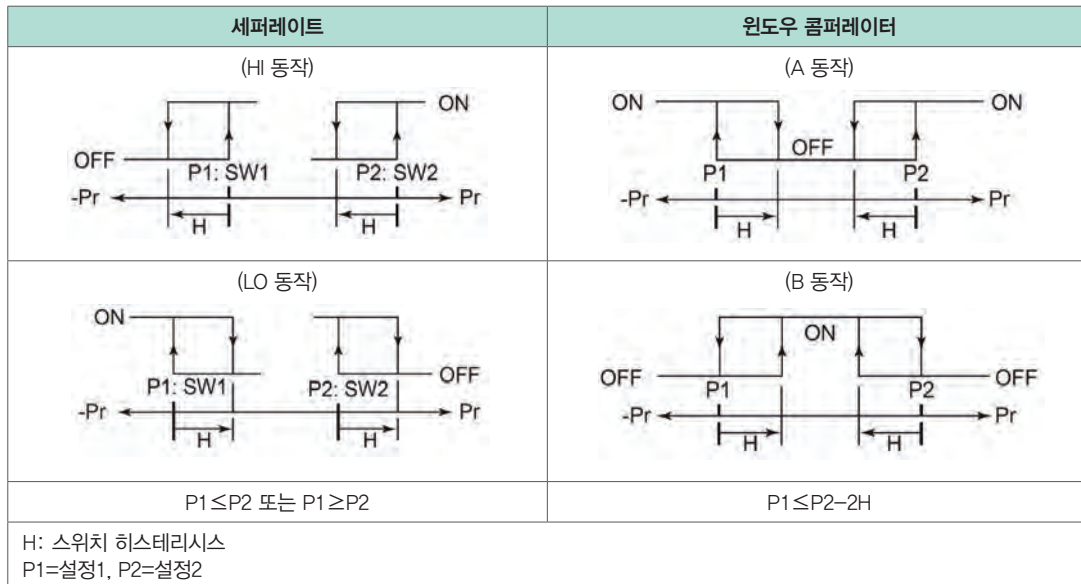 세퍼레이트
윈도우 콤퍼레이터
(HI 동작)
ON
OFF
P1: SW1
P2: SW2
-Pr
Pr
H
H
(A 동작)
ON
ON
OFF
P1
P2
-Pr
Pr
H
H
(LO 동작)
ON
P1: SW1
P2: SW2
OFF
-Pr
Pr
H
H
(B 동작)
ON
OFF
P1
P2
OFF
-Pr
Pr
H
H
P1≤P2 또는 P1≥P2
P1≤P2-2H
H: 스위치 히스테리시스
P1=설정1, P2=설정2